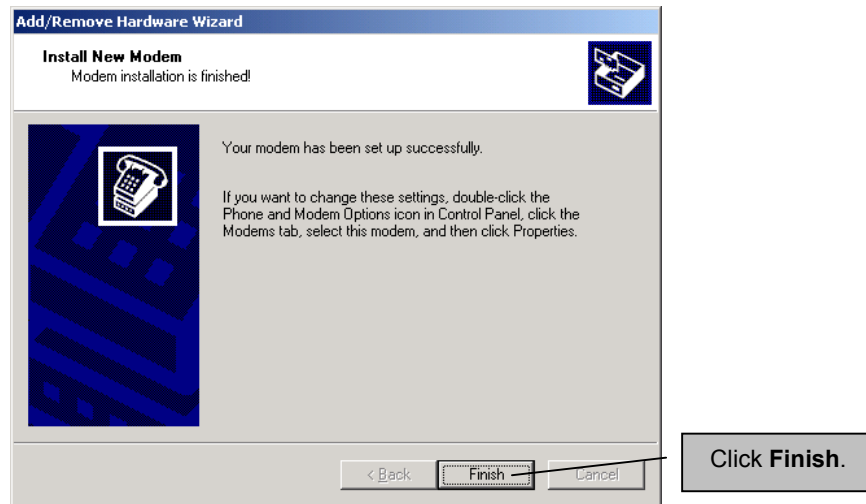 Add/Remove Hardware Wizard
Install New Modem
Modem installation is finished!
Your modem has been set up successfully.
If you want to change these settings, double-click the
Phone and Modem Options icon in Control Panel, click the
Modems tab, select this modem, and then click Properties.
< Back
Finish
Cancel
Click Finish.